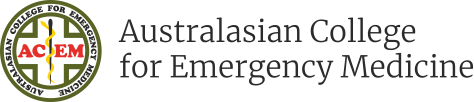 AUSTRALASIAN COLLEGE FOR EMERGENCY MEDICINE
ACEM
Australasian College
for Emergency Medicine